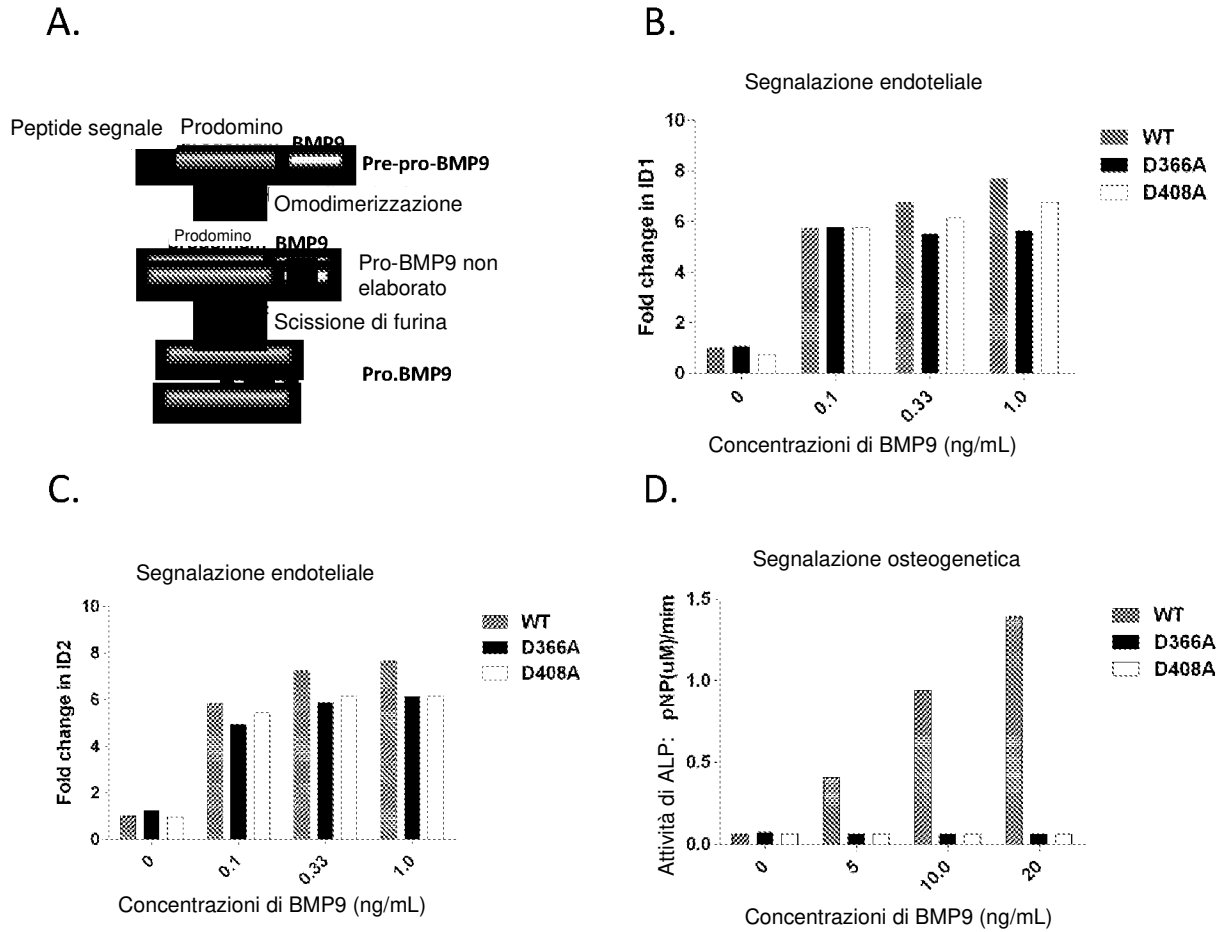 A.
Peptide segnale
Prodomino
BMP9
Pre-pro-BMP9
Omodimerizzazione
Prodomino
BMP9
Pro-BMP9 non
elaborato
Scissione di furina
Pro.BMP9
B.
Segnalazione endoteliale
Fold change in ID1
10
8
6
4
2
0
0
0.1
0.33
1.0
Concentrazioni di BMP9 (ng/mL)
WT
D366A
D408A
C.
Segnalazione endoteliale
Fold change in ID2
10
8
6
4
2
0
0
0.1
0.33
1.0
Concentrazioni di BMP9 (ng/mL)
WT
D366A
D408A
D.
Segnalazione osteogenetica
Attività di ALP: pNP(uM)/mim
1.5
1.0
0.5
0.0
0
5
10.0
20
Concentrazioni di BMP9 (ng/mL)
WT
D366A
D408A